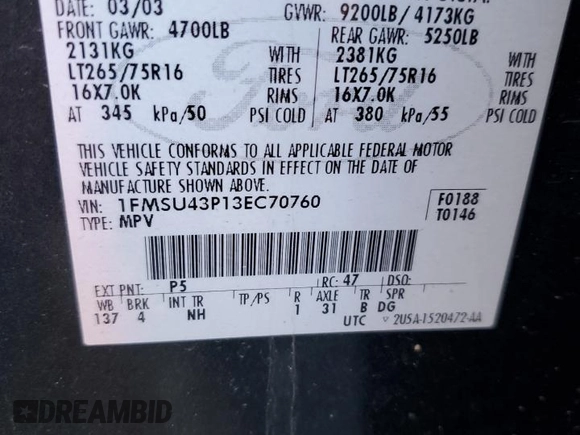 DATE: 03/03
GVWR: 9200LB/ 4173KG
FRONT GAWR: 4700LB
REAR GAWR: 5250LB
2131KG WITH 2381KG WITH
LT265/75R16 TIRES LT265/75R16 TIRES
16X7.0K RIMS 16X7.0K RIMS
AT 345 kPa/50 PSI COLD AT 380 kPa/55 PSI COLD
Ford
THIS VEHICLE CONFORMS TO ALL APPLICABLE FEDERAL MOTOR
VEHICLE SAFETY STANDARDS IN EFFECT ON THE DATE OF
MANUFACTURE SHOWN ABOVE.
VIN: 1FMSU43P13EC70760
TYPE: MPV
F0188
T0146
EXT PNT: P5 RC: 47 DSO:
WB BRK INT TR TP/PS R AXLE TR SPR
137 4 NH 1 31 B DG
UTC 2U5A-1520472-AA
DREAMBID